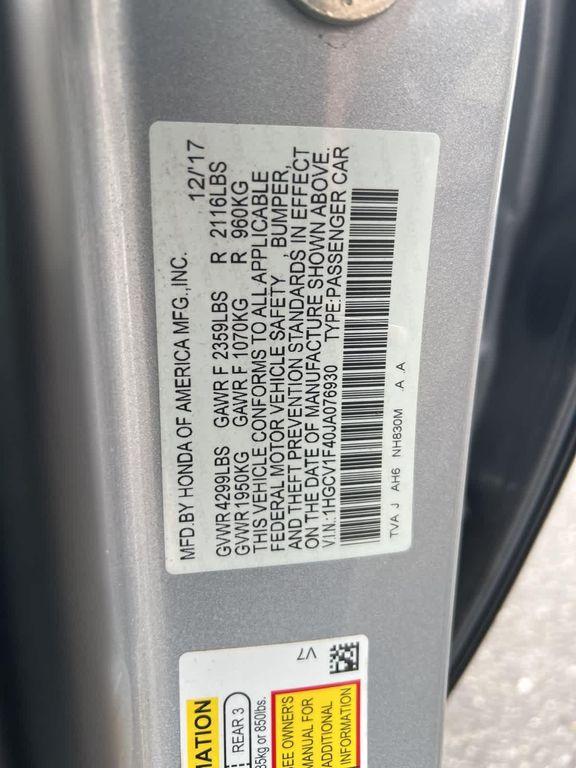 MFD.BY HONDA OF AMERICA MFG.,INC. 12/'17
GVWR 4299LBS GAWR F 2359LBS R 2116LBS
GVWR 1950KG GAWR F 1070KG R 960KG
THIS VEHICLE CONFORMS TO ALL APPLICABLE
FEDERAL MOTOR VEHICLE SAFETY, BUMPER,
AND THEFT PREVENTION STANDARDS IN EFFECT
ON THE DATE OF MANUFACTURE SHOWN ABOVE.
V.I.N.:1HGCV1F40JA076930 TYPE:PASSENGER CAR
TVA J AH6 NH830M .A .A
V7
REAR 3
85kg or 850lbs.
SEE OWNER'S
MANUAL FOR
ADDITIONAL
INFORMATION